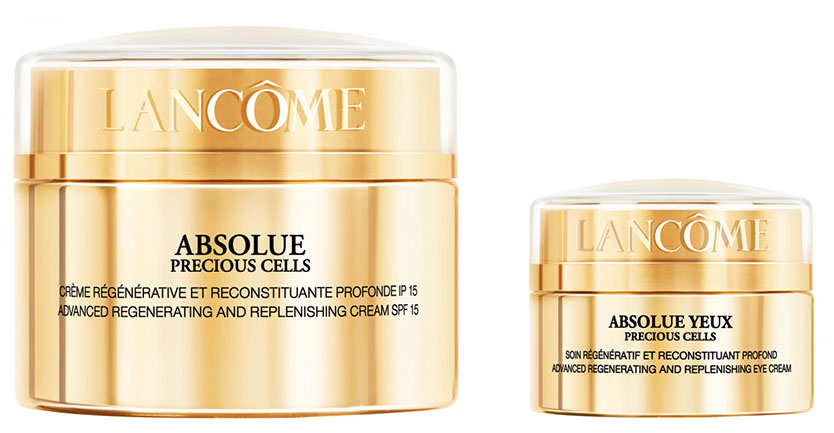 LANCÔME
ABSOLUE
PRECIOUS CELLS
CRÈME RÉGÉNÉRATIVE ET RECONSTITUANTE PROFONDE IP 15
ADVANCED REGENERATING AND REPLENISHING CREAM SPF 15
LANCÔME
ABSOLUE YEUX
PRECIOUS CELLS
SOIN RÉGÉNÉRATIF ET RECONSTITUANT PROFOND
ADVANCED REGENERATING AND REPLENISHING EYE CREAM